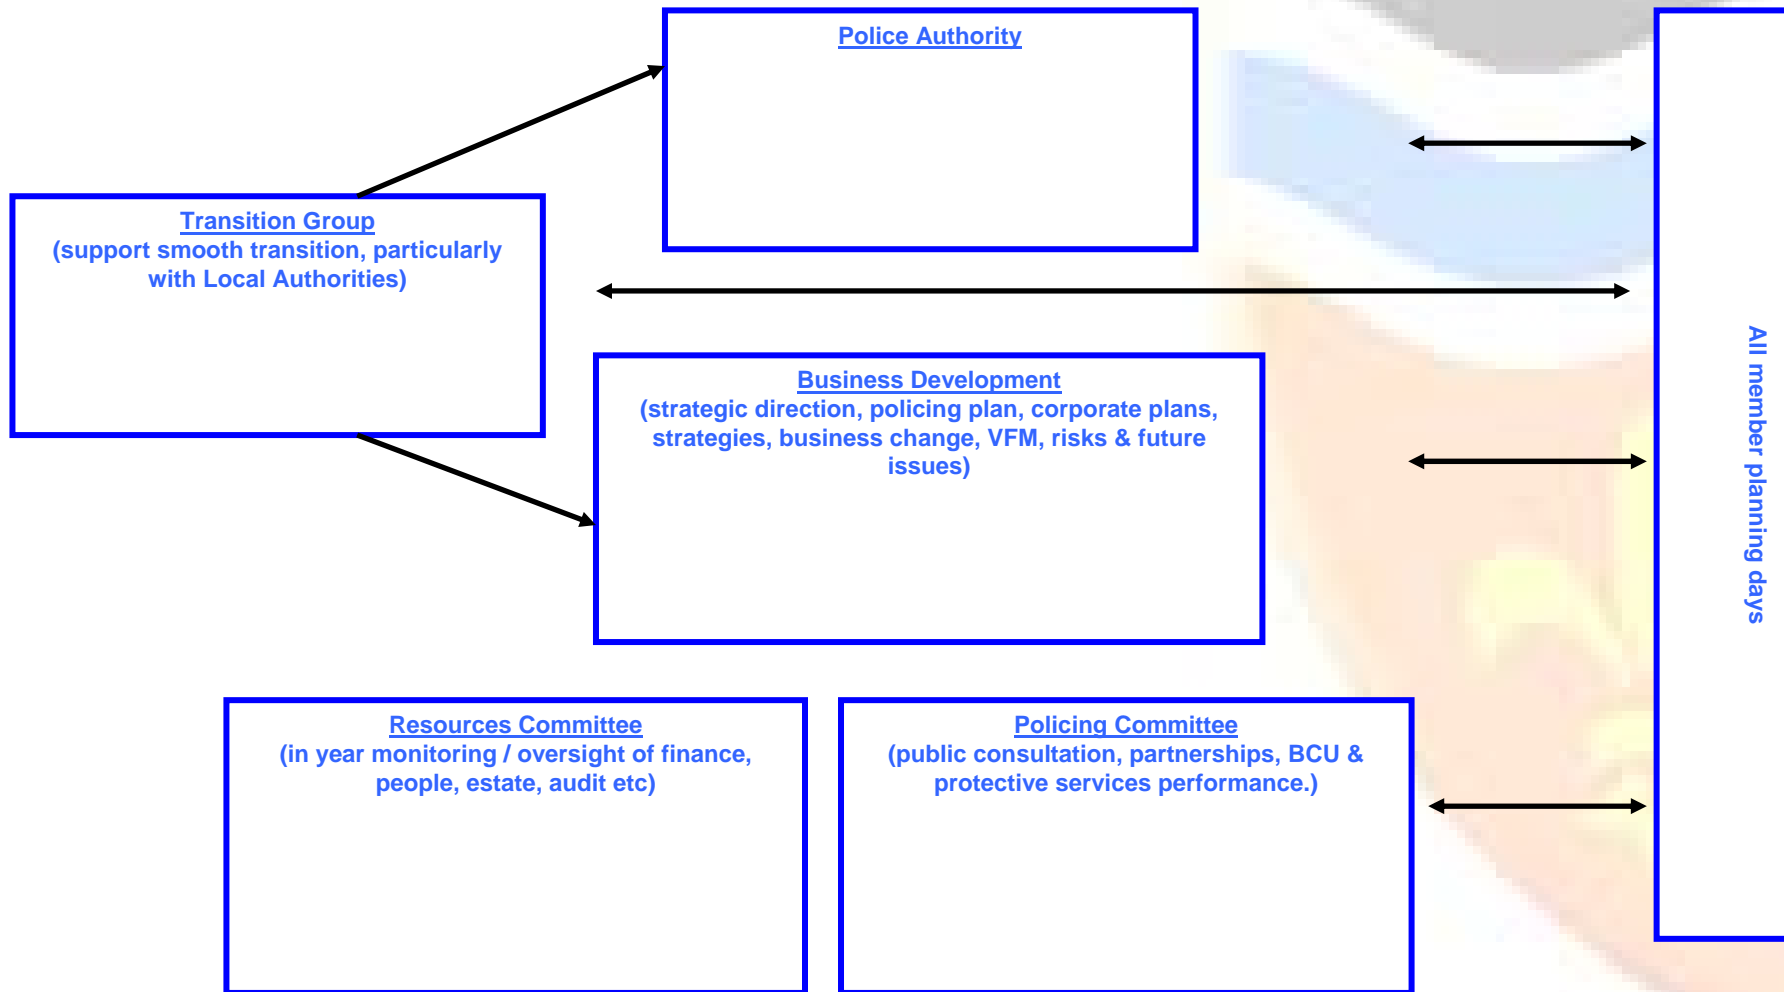 Police Authority
Transition Group
(support smooth transition, particularly
with Local Authorities)
Business Development
(strategic direction, policing plan, corporate plans,
strategies, business change, VFM, risks & future
issues)
Resources Committee
(in year monitoring / oversight of finance,
people, estate, audit etc)
Policing Committee
(public consultation, partnerships, BCU &
protective services performance.)
All member planning days